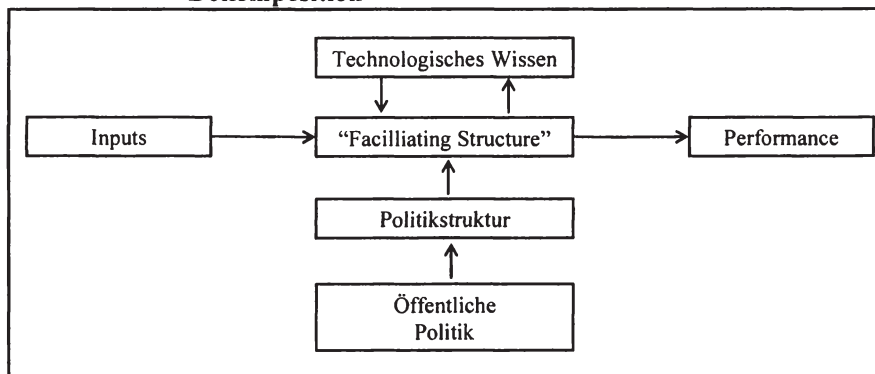 Technologisches Wissen
Inputs
“Facilliating Structure”
Performance
Politikstruktur
Öffentliche
Politik